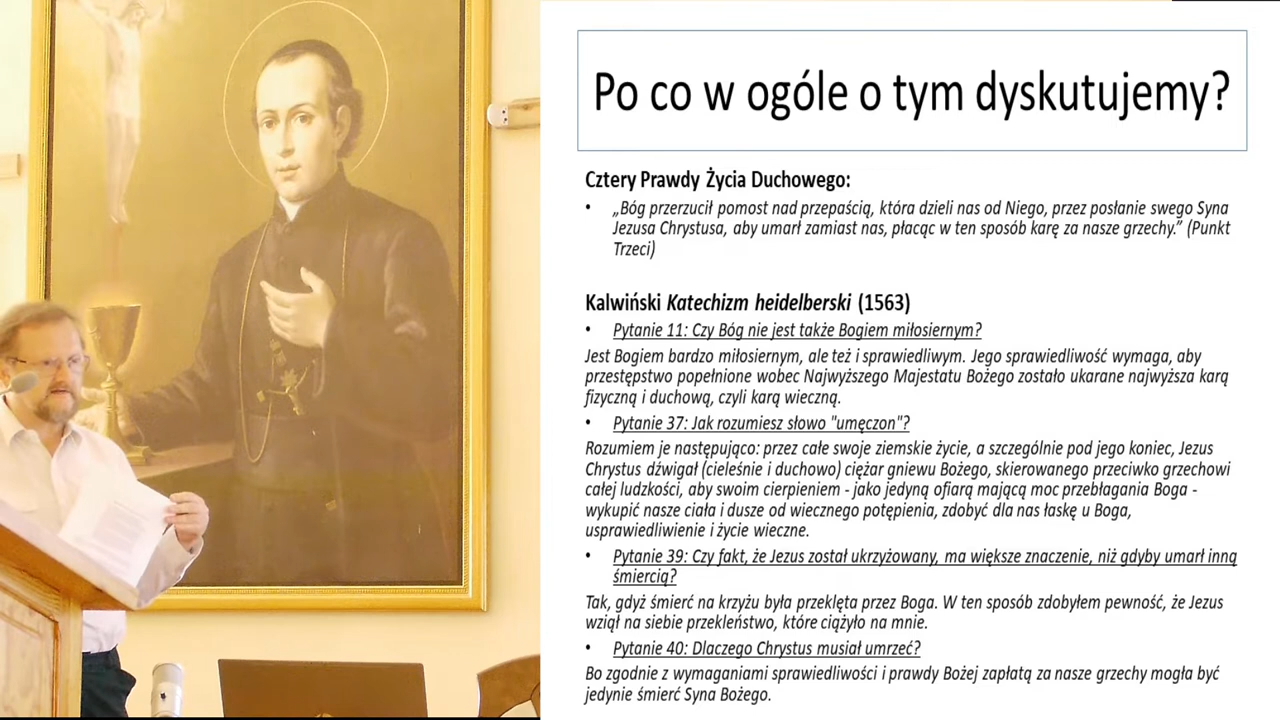 Po co w ogóle o tym dyskutujemy?
Cztery Prawdy Życia Duchowego:
• „Bóg przerzucił pomost nad przepaścią, która dzieli nas od Niego, przez posłanie swego Syna
Jezusa Chrystusa, aby umarł zamiast nas, płacąc w ten sposób karę za nasze grzechy.” (Punkt
Trzeci)
Kalwiński Katechizm heidelberski (1563)
• Pytanie 11: Czy Bóg nie jest także Bogiem miłosiernym?
Jest Bogiem bardzo miłosiernym, ale też i sprawiedliwym. Jego sprawiedliwość wymaga, aby
przestępstwo popełnione wobec Najwyższego Majestatu Bożego zostało ukarane najwyższa karą
fizyczną i duchową, czyli karą wieczną.
• Pytanie 37: Jak rozumiesz słowo "umęczon"?
Rozumiem je następująco: przez całe swoje ziemskie życie, a szczególnie pod jego koniec, Jezus
Chrystus dźwigał (cieleśnie i duchowo) ciężar gniewu Bożego, skierowanego przeciwko grzechowi
całej ludzkości, aby swoim cierpieniem - jako jedyną ofiarą mającą moc przebłagania Boga -
wykupić nasze ciała i dusze od wiecznego potępienia, zdobyć dla nas łaskę u Boga,
usprawiedliwienie i życie wieczne.
• Pytanie 39: Czy fakt, że Jezus został ukrzyżowany, ma większe znaczenie, niż gdyby umarł inną
śmiercią?
Tak, gdyż śmierć na krzyżu była przeklęta przez Boga. W ten sposób zdobyłem pewność, że Jezus
wziął na siebie przekleństwo, które ciążyło na mnie.
• Pytanie 40: Dlaczego Chrystus musiał umrzeć?
Bo zgodnie z wymaganiami sprawiedliwości i prawdy Bożej zapłatą za nasze grzechy mogła być
jedynie śmierć Syna Bożego.